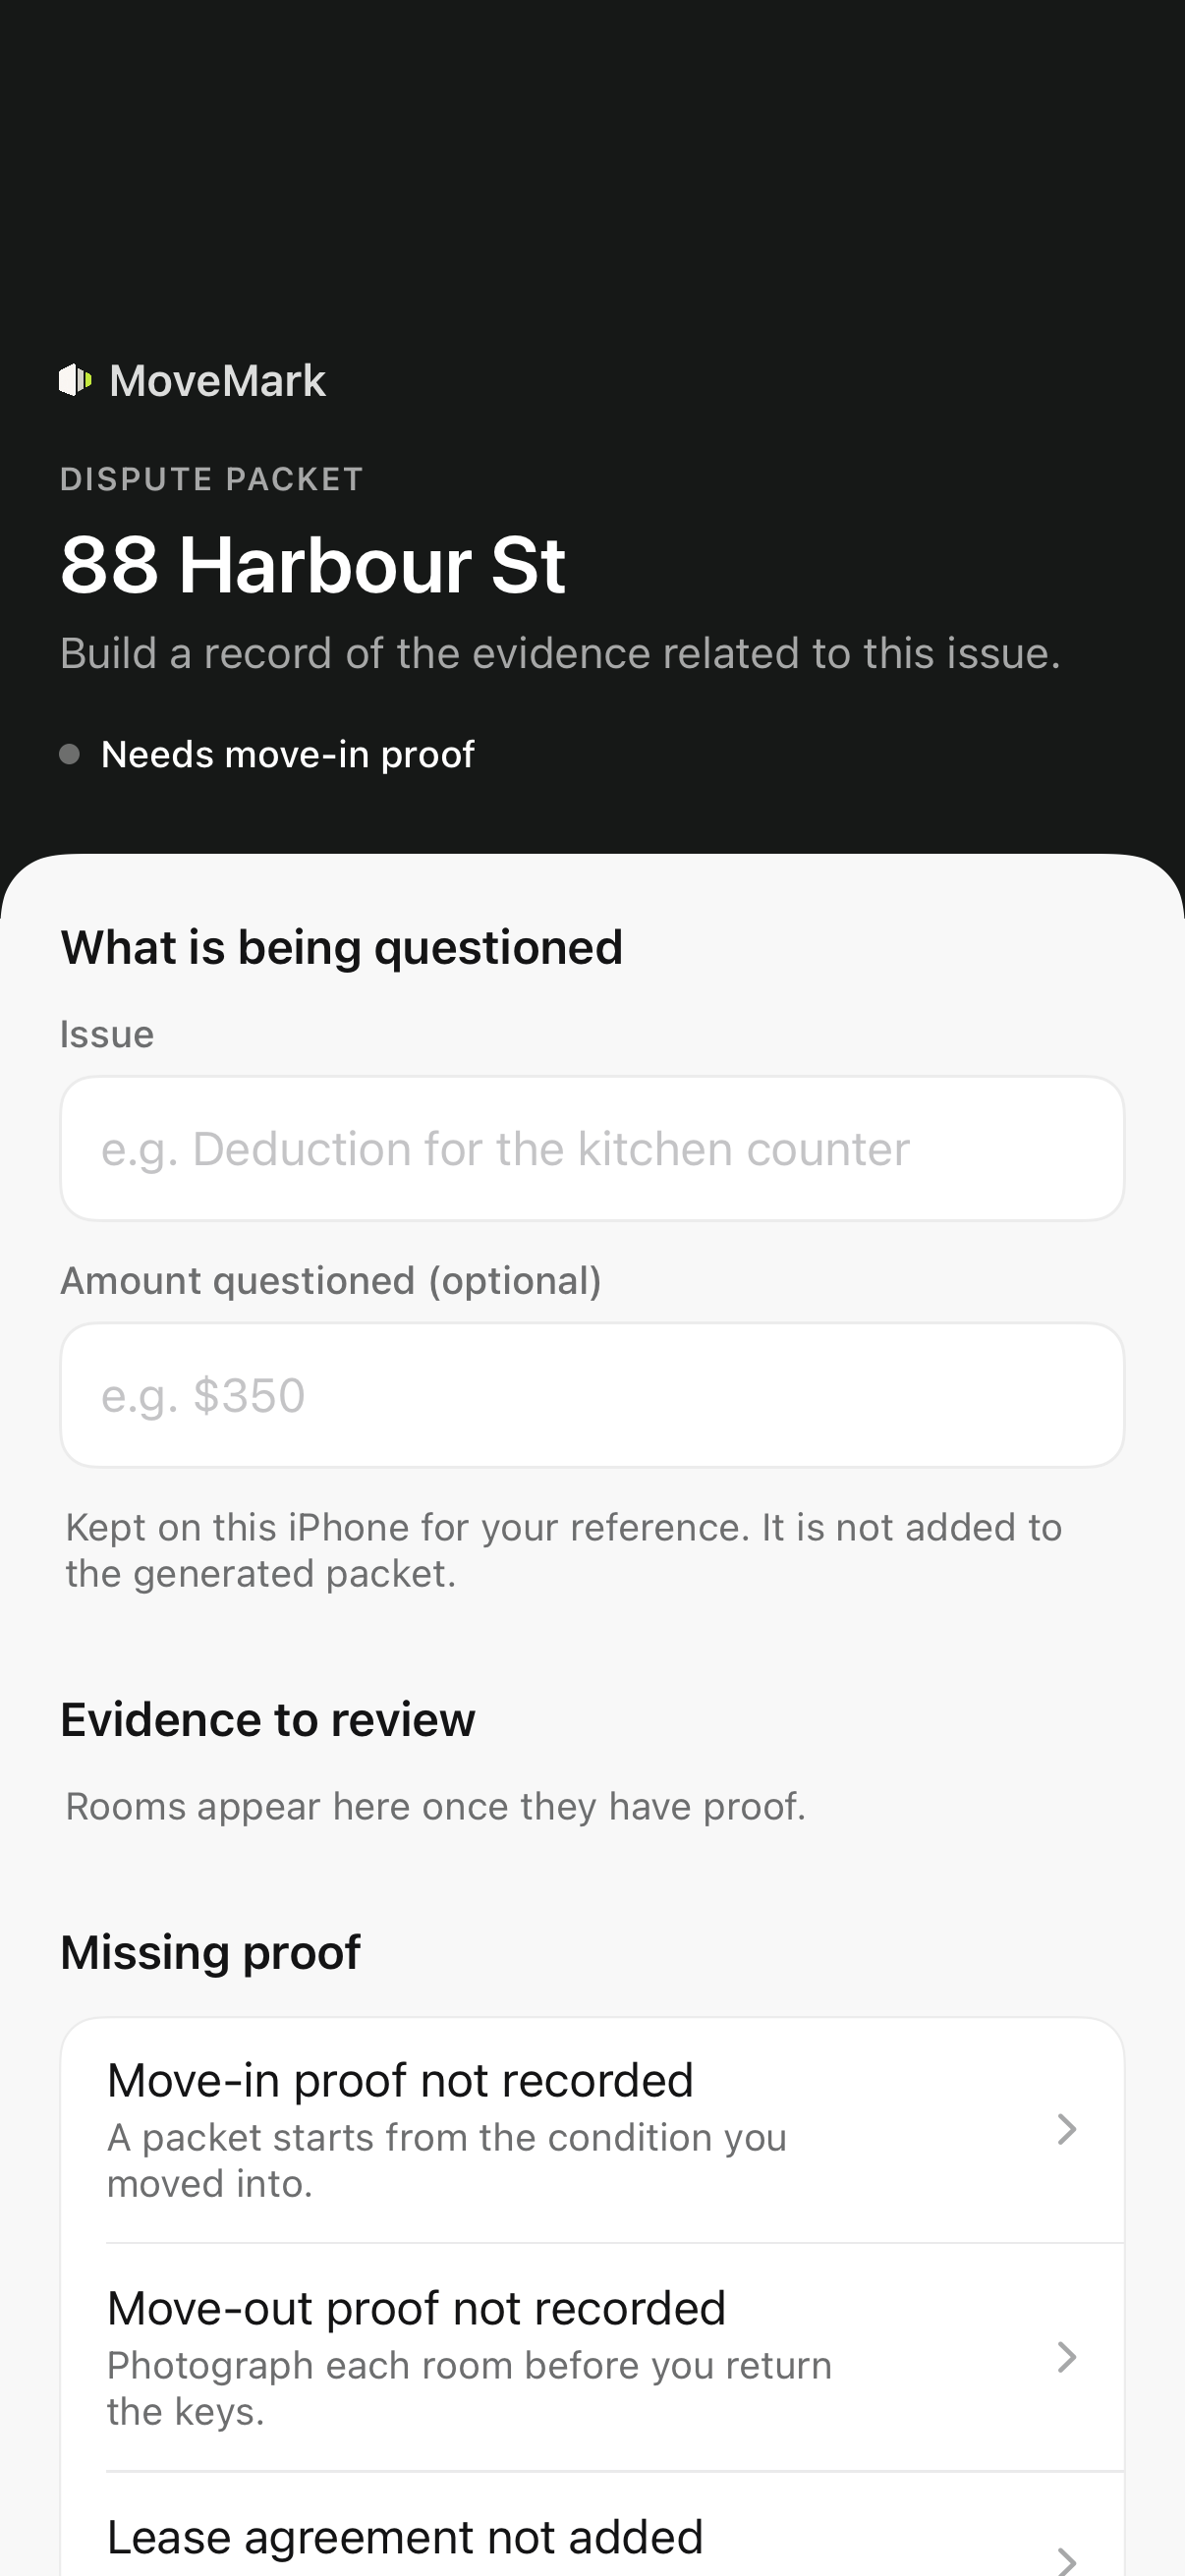 MoveMark
DISPUTE PACKET
88 Harbour St
Build a record of the evidence related to this issue.
Needs move-in proof
What is being questioned
Issue
e.g. Deduction for the kitchen counter
Amount questioned (optional)
e.g. $350
Kept on this iPhone for your reference. It is not added to
the generated packet.
Evidence to review
Rooms appear here once they have proof.
Missing proof
Move-in proof not recorded
A packet starts from the condition you
moved into.
Move-out proof not recorded
Photograph each room before you return
the keys.
Lease agreement not added